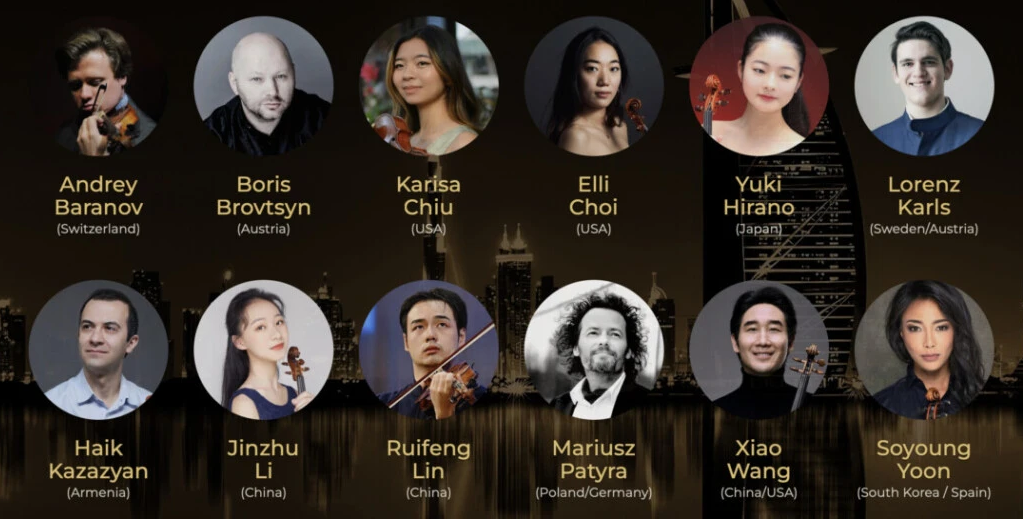 Andrey
Baranov
(Switzerland)
Boris
Brovtsyn
(Austria)
Karisa
Chiu
(USA)
Elli
Choi
(USA)
Yuki
Hirano
(Japan)
Lorenz
Karls
(Sweden/Austria)
Haik
Kazazyan
(Armenia)
Jinzhu
Li
(China)
Ruifeng
Lin
(China)
Mariusz
Patyra
(Poland/Germany)
Xiao
Wang
(China/USA)
Soyoung
Yoon
(South Korea / Spain)